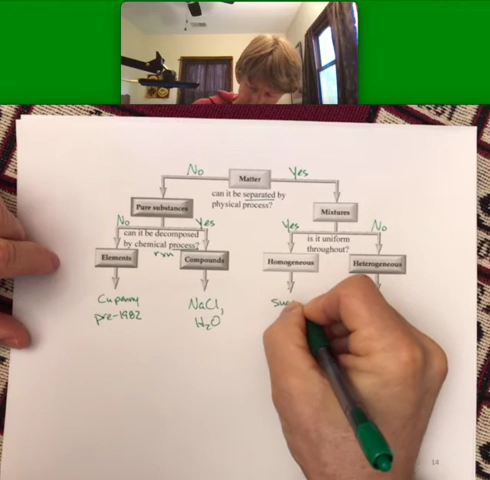 No
Yes
Matter
can it be separated by
physical process?
Pure substances
Mixtures
No
Yes
Yes
No
can it be decomposed
by chemical process?
rxn
is it uniform
throughout?
Elements
Compounds
Homogeneous
Heterogeneous
Cu penny
pre-1982
NaCl,
H₂O
14